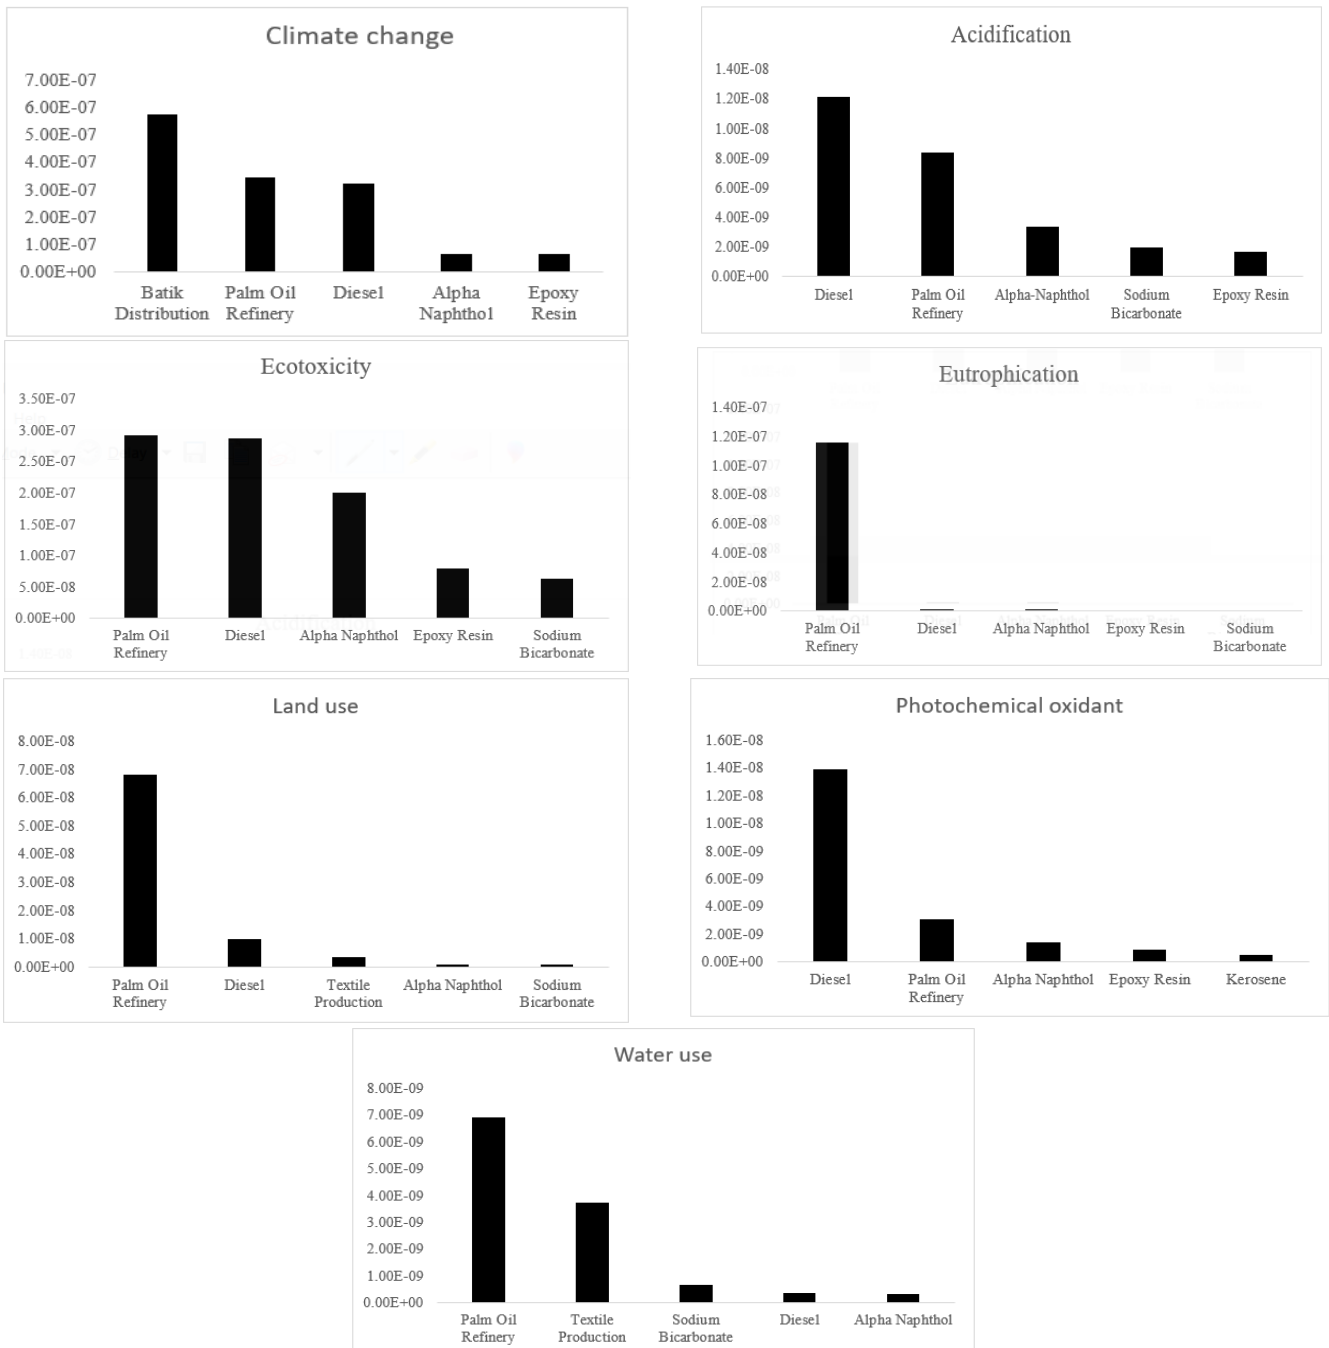 Climate change
7.00E-07
6.00E-07
5.00E-07
4.00E-07
3.00E-07
2.00E-07
1.00E-07
0.00E+00
Batik Distribution
Palm Oil Refinery
Diesel
Alpha Naphthol
Epoxy Resin
Acidification
1.40E-08
1.20E-08
1.00E-08
8.00E-09
6.00E-09
4.00E-09
2.00E-09
0.00E+00
Diesel
Palm Oil Refinery
Alpha-Naphthol
Sodium Bicarbonate
Epoxy Resin
Ecotoxicity
3.50E-07
3.00E-07
2.50E-07
2.00E-07
1.50E-07
1.00E-07
5.00E-08
0.00E+00
Palm Oil Refinery
Diesel
Alpha Naphthol
Epoxy Resin
Sodium Bicarbonate
Eutrophication
1.40E-07
1.20E-07
1.00E-07
8.00E-08
6.00E-08
4.00E-08
2.00E-08
0.00E+00
Palm Oil Refinery
Diesel
Alpha Naphthol
Epoxy Resin
Sodium Bicarbonate
Land use
8.00E-08
7.00E-08
6.00E-08
5.00E-08
4.00E-08
3.00E-08
2.00E-08
1.00E-08
0.00E+00
Palm Oil Refinery
Diesel
Textile Production
Alpha Naphthol
Sodium Bicarbonate
Photochemical oxidant
1.60E-08
1.40E-08
1.20E-08
1.00E-08
8.00E-09
6.00E-09
4.00E-09
2.00E-09
0.00E+00
Diesel
Palm Oil Refinery
Alpha Naphthol
Epoxy Resin
Kerosene
Water use
8.00E-09
7.00E-09
6.00E-09
5.00E-09
4.00E-09
3.00E-09
2.00E-09
1.00E-09
0.00E+00
Palm Oil Refinery
Textile Production
Sodium Bicarbonate
Diesel
Alpha Naphthol